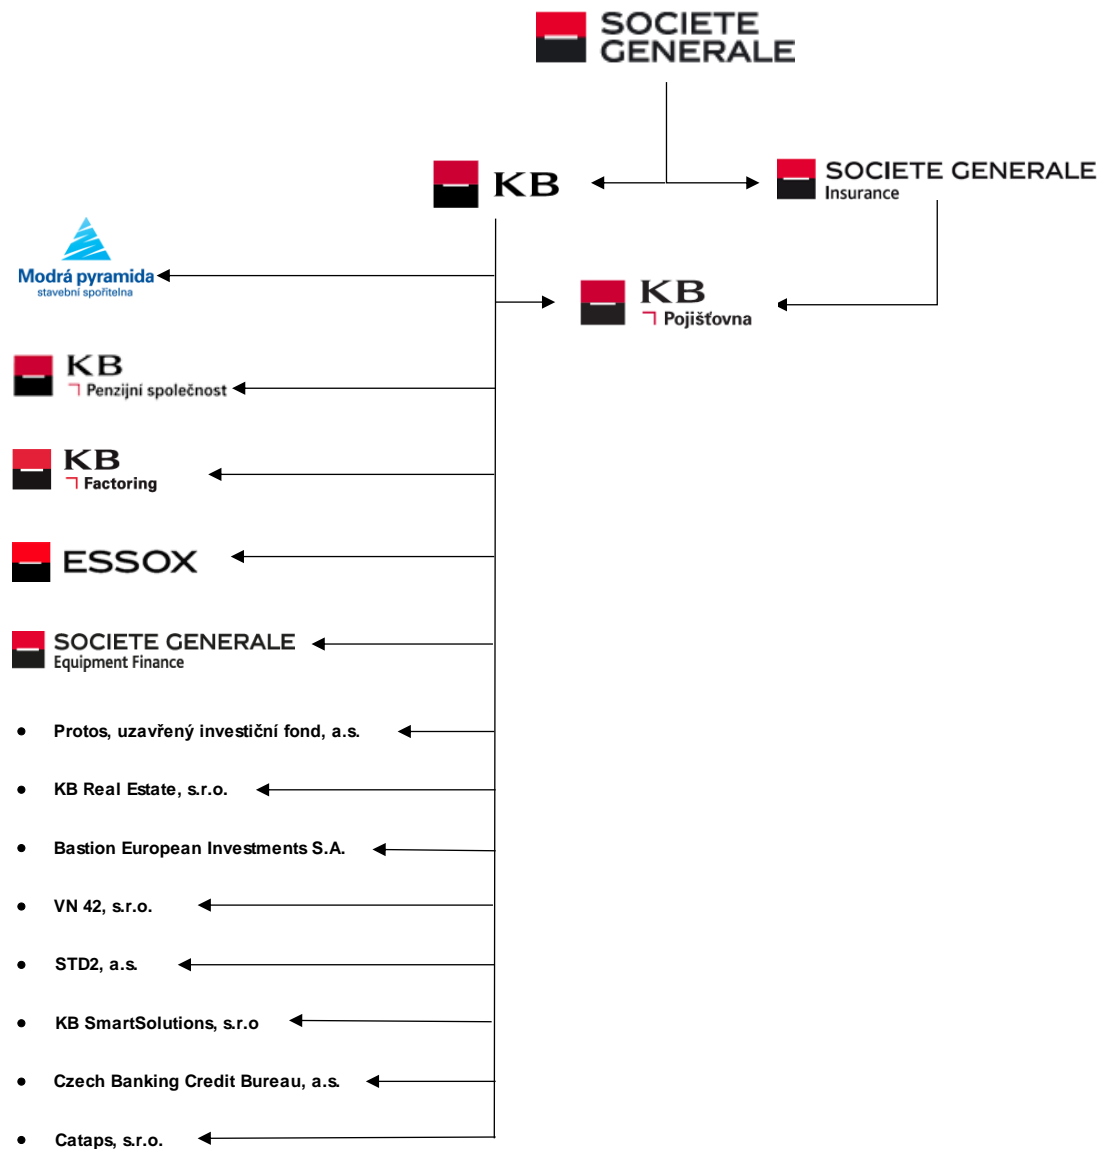 SOCIETE
GENERALE
KB
SOCIETE GENERALE
Insurance
Modrá pyramida
stavební spořitelna
KB
Pojišťovna
KB
Penzijní společnost
KB
Factoring
ESSOX
SOCIETE GENERALE
Equipment Finance
Protos, uzavřený investiční fond, a.s.
KB Real Estate, s.r.o.
Bastion European Investments S.A.
VN 42, s.r.o.
STD2, a.s.
KB SmartSolutions, s.r.o
Czech Banking Credit Bureau, a.s.
Cataps, s.r.o.